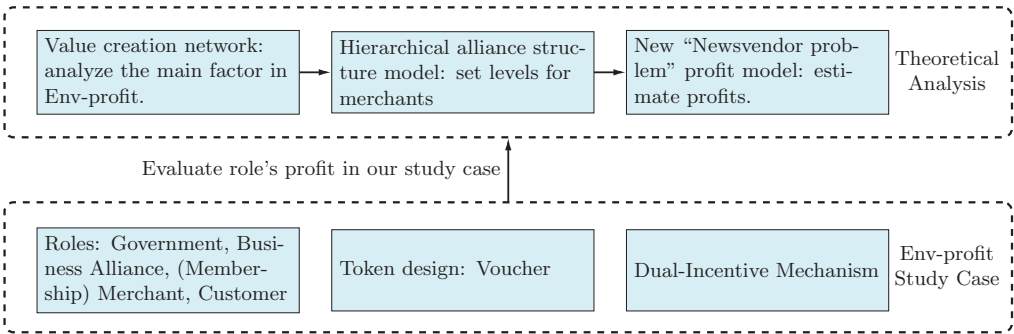 Value creation network:
analyze the main factor in
Env-profit.
Hierarchical alliance struc-
ture model: set levels for
merchants
New “Newsvendor prob-
lem” profit model: esti-
mate profits.
Theoretical
Analysis
Evaluate role’s profit in our study case
Roles: Government, Busi-
ness Alliance, (Member-
ship) Merchant, Customer
Token design: Voucher
Dual-Incentive Mechanism
Env-profit
Study Case